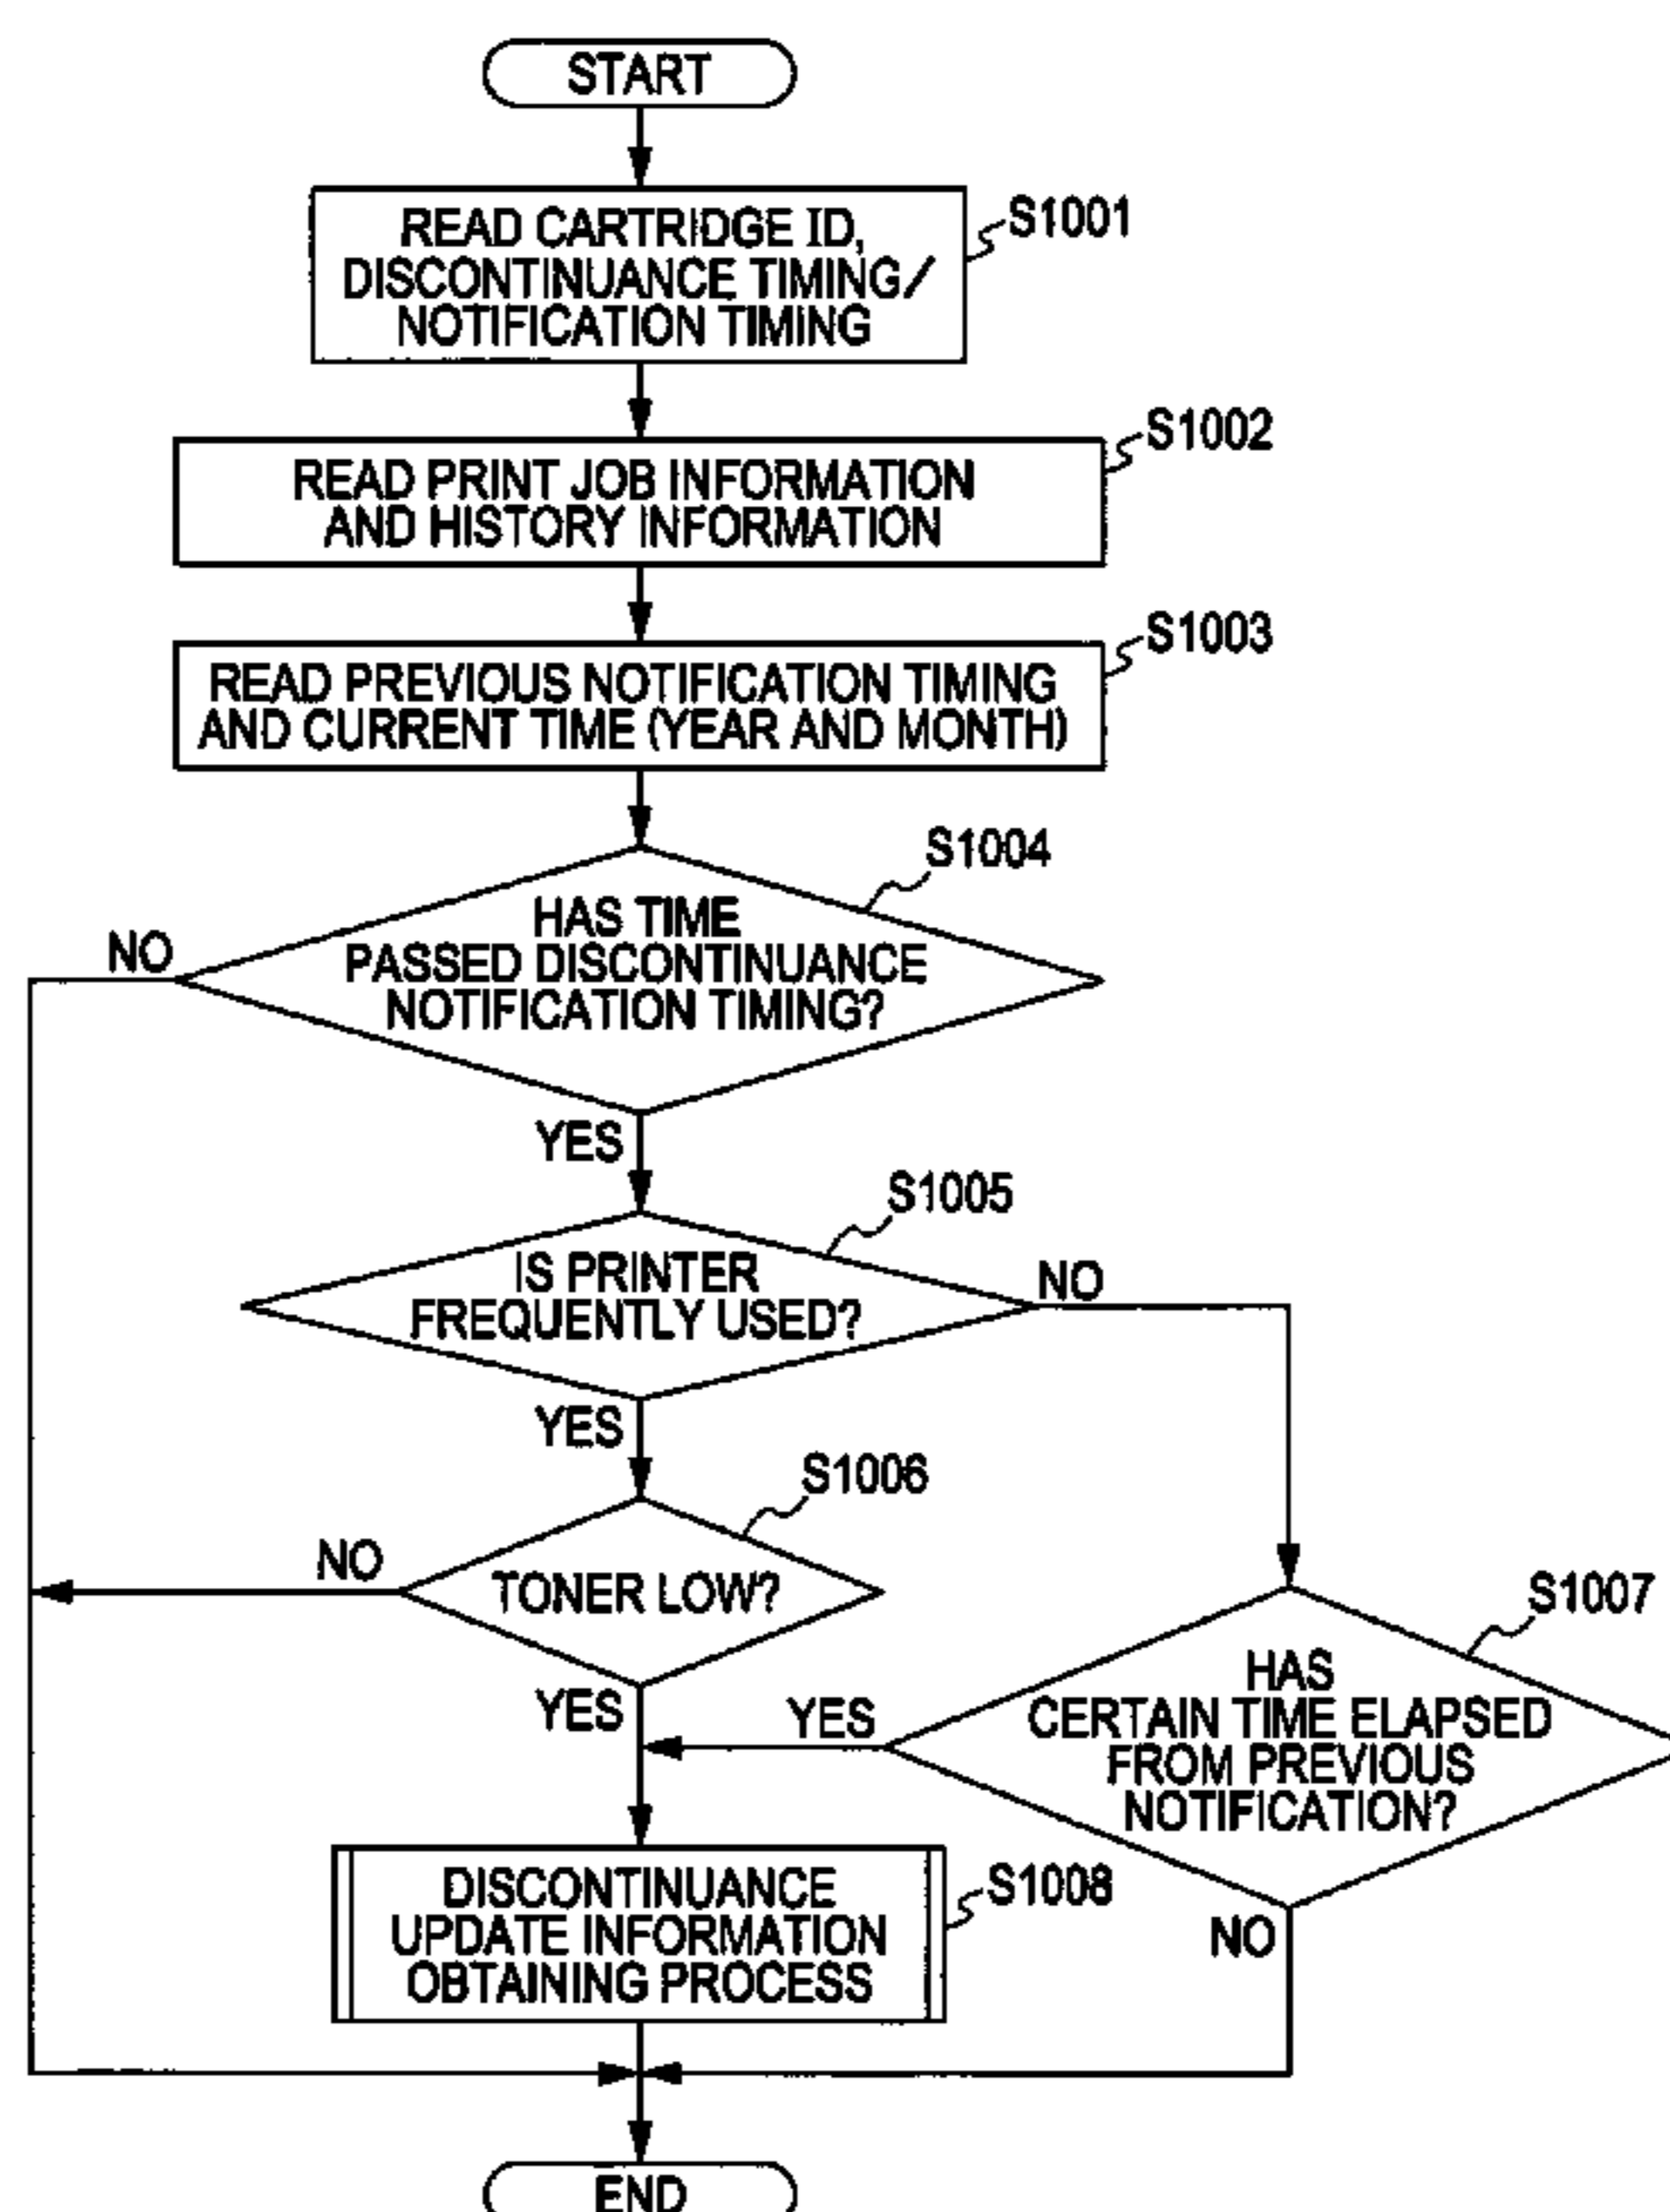 START
READ CARTRIDGE ID,
DISCONTINUANCE TIMING/
NOTIFICATION TIMING
S1001
READ PRINT JOB INFORMATION
AND HISTORY INFORMATION
S1002
READ PREVIOUS NOTIFICATION TIMING
AND CURRENT TIME (YEAR AND MONTH)
S1003
HAS TIME
PASSED DISCONTINUANCE
NOTIFICATION TIMING?
S1004
NO
YES
IS PRINTER
FREQUENTLY USED?
S1005
NO
YES
TONER LOW?
S1006
NO
YES
HAS
CERTAIN TIME ELAPSED
FROM PREVIOUS
NOTIFICATION?
S1007
YES
NO
DISCONTINUANCE
UPDATE INFORMATION
OBTAINING PROCESS
S1008
END